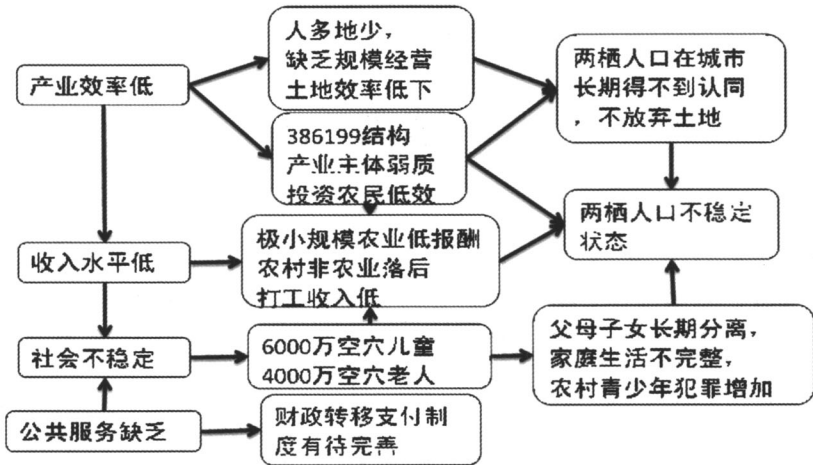 人多地少，
缺乏规模经营
土地效率低下
两栖人口在城市
长期得不到认同
，不放弃土地
产业效率低
386199结构
产业主体弱质
投资农民低效
两栖人口不稳定
状态
极小规模农业低报酬
农村非农业落后
打工收入低
收入水平低
社会不稳定
6000万空穴儿童
4000万空穴老人
父母子女长期分离，
家庭生活不完整，
农村青少年犯罪增加
公共服务缺乏
财政转移支付制
度有待完善